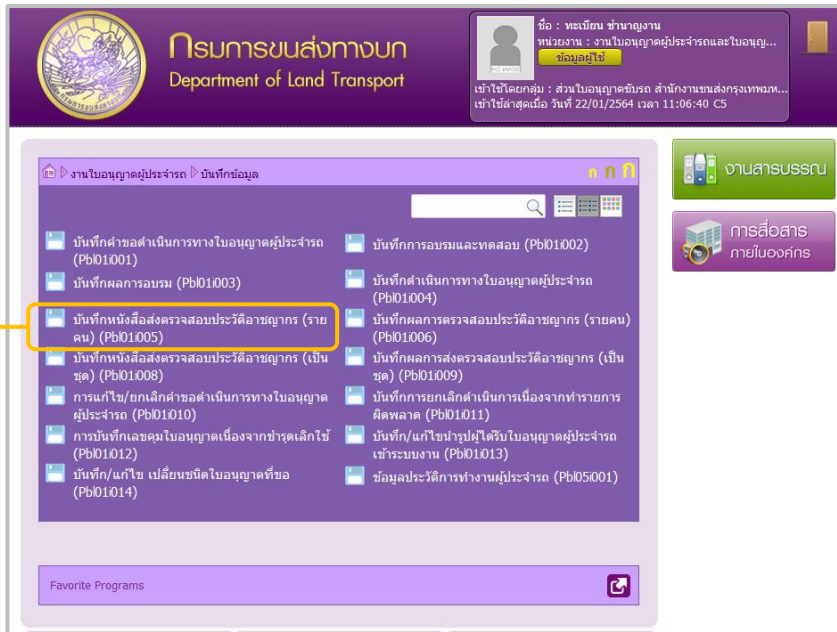 กรมการขนส่งทางบก
Department of Land Transport
ชื่อ : ทะเบียน ชำนาญงาน
หน่วยงาน : งานใบอนุญาตผู้ประจำรถและใบอนุญ...
NO IMAGE
ข้อมูลผู้ใช้
เข้าใช้โดยกลุ่ม : ส่วนใบอนุญาตขับรถ สำนักงานขนส่งกรุงเทพมห...
เข้าใช้ล่าสุดเมื่อ วันที่ 22/01/2564 เวลา 11:06:40 C5
งานใบอนุญาตผู้ประจำรถ บันทึกข้อมูล
ก ก ก
งานสารบรรณ
การสื่อสาร
ภายในองค์กร
บันทึกคำขอดำเนินการทางใบอนุญาตผู้ประจำรถ
(Pbl01i001)
บันทึกการอบรมและทดสอบ (Pbl01i002)
บันทึกผลการอบรม (Pbl01i003)
บันทึกดำเนินการทางใบอนุญาตผู้ประจำรถ
(Pbl01i004)
บันทึกหนังสือส่งตรวจสอบประวัติอาชญากร (ราย
คน) (Pbl01i005)
บันทึกผลการตรวจสอบประวัติอาชญากร (รายคน)
(Pbl01i006)
บันทึกหนังสือส่งตรวจสอบประวัติอาชญากร (เป็น
ชุด) (Pbl01i008)
บันทึกผลการส่งตรวจสอบประวัติอาชญากร (เป็น
ชุด) (Pbl01i009)
การแก้ไข/ยกเลิกคำขอดำเนินการทางใบอนุญาต
ผู้ประจำรถ (Pbl01i010)
บันทึกการยกเลิกดำเนินการเนื่องจากทำรายการ
ผิดพลาด (Pbl01i011)
การบันทึกเลขคุมใบอนุญาตเนื่องจากชำรุดเลิกใช้
(Pbl01i012)
บันทึก/แก้ไขนำรูปผู้ได้รับใบอนุญาตผู้ประจำรถ
เข้าระบบงาน (Pbl01i013)
บันทึก/แก้ไข เปลี่ยนชนิดใบอนุญาตที่ขอ
(Pbl01i014)
ข้อมูลประวัติการทำงานผู้ประจำรถ (Pbl05i001)
Favorite Programs